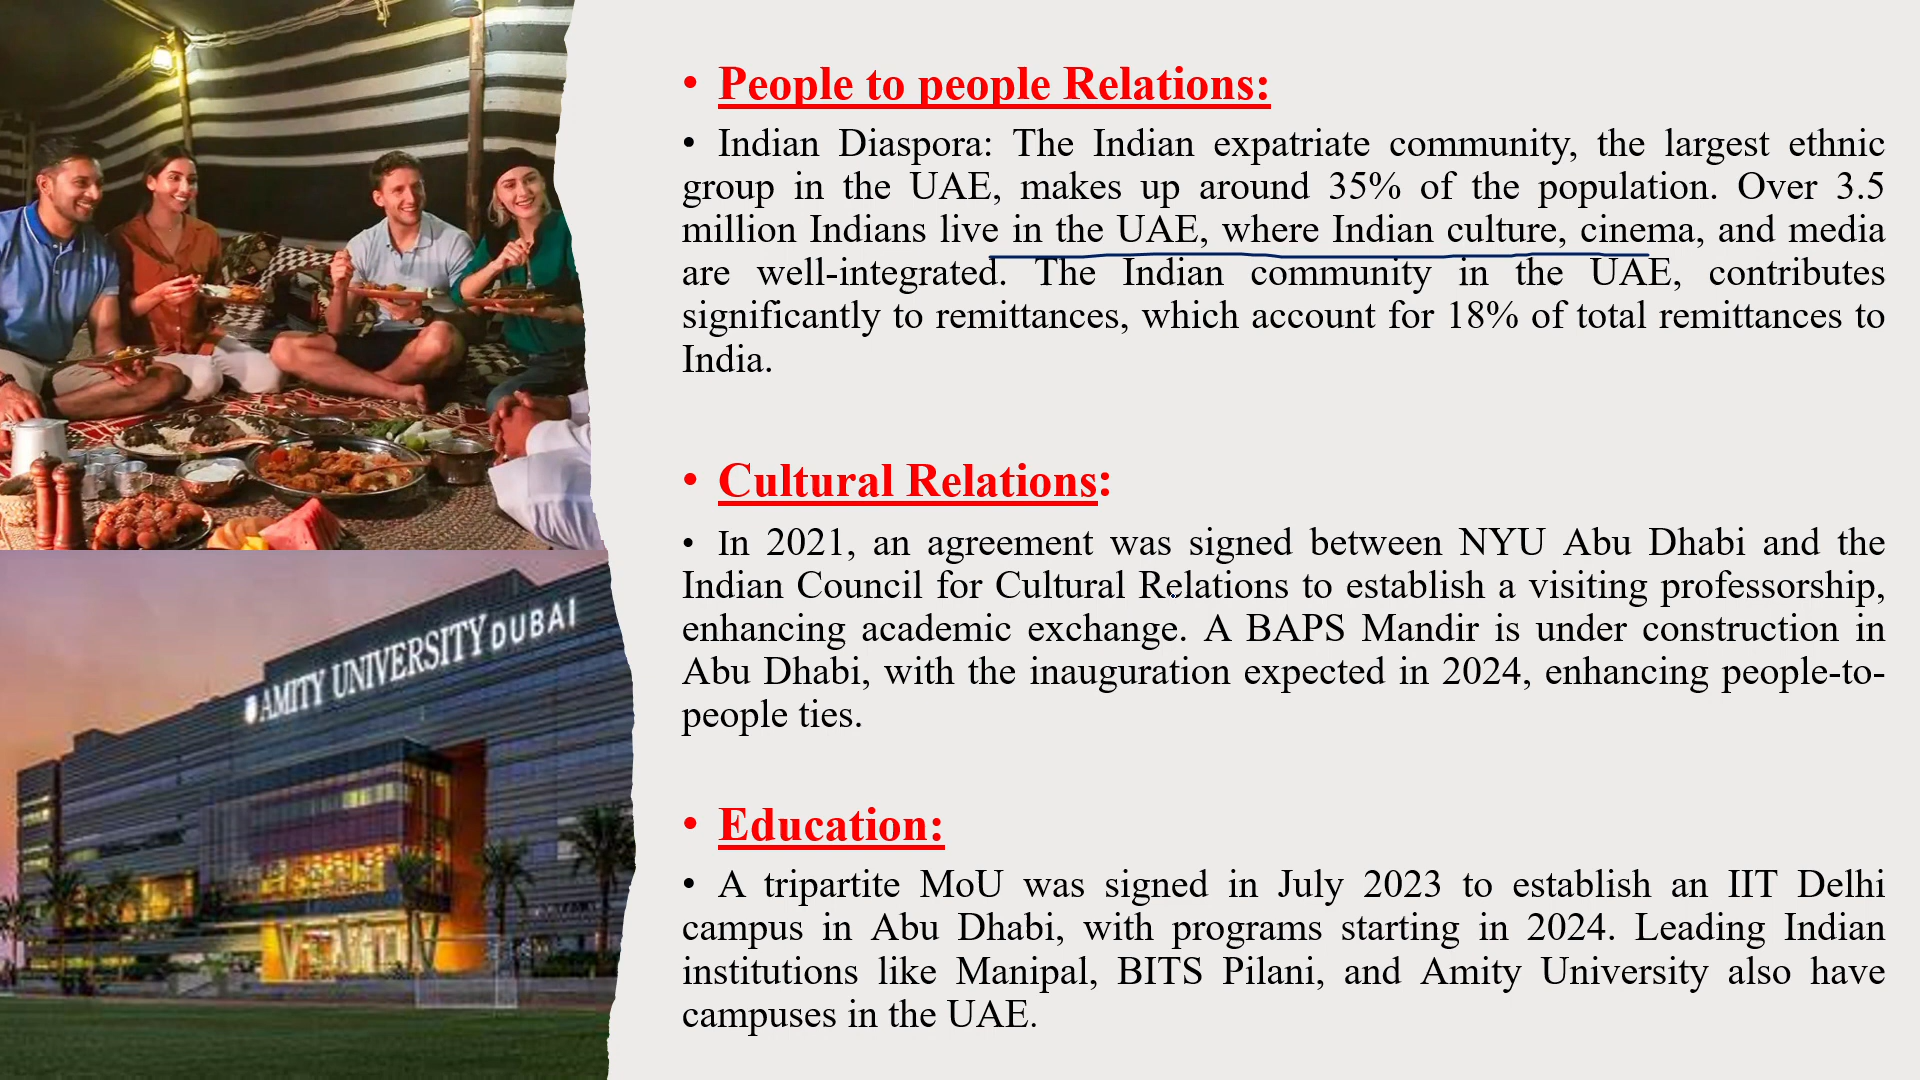 • People to people Relations:
• Indian Diaspora: The Indian expatriate community, the largest ethnic
group in the UAE, makes up around 35% of the population. Over 3.5
million Indians live in the UAE, where Indian culture, cinema, and media
are well-integrated. The Indian community in the UAE, contributes
significantly to remittances, which account for 18% of total remittances to
India.
• Cultural Relations:
• In 2021, an agreement was signed between NYU Abu Dhabi and the
Indian Council for Cultural Relations to establish a visiting professorship,
enhancing academic exchange. A BAPS Mandir is under construction in
Abu Dhabi, with the inauguration expected in 2024, enhancing people-to-
people ties.
AMITY UNIVERSITY DUBAI
• Education:
• A tripartite MoU was signed in July 2023 to establish an IIT Delhi
campus in Abu Dhabi, with programs starting in 2024. Leading Indian
institutions like Manipal, BITS Pilani, and Amity University also have
campuses in the UAE.